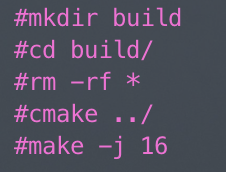 #mkdir build
#cd build/
#rm -rf *
#cmake ../
#make -j 16